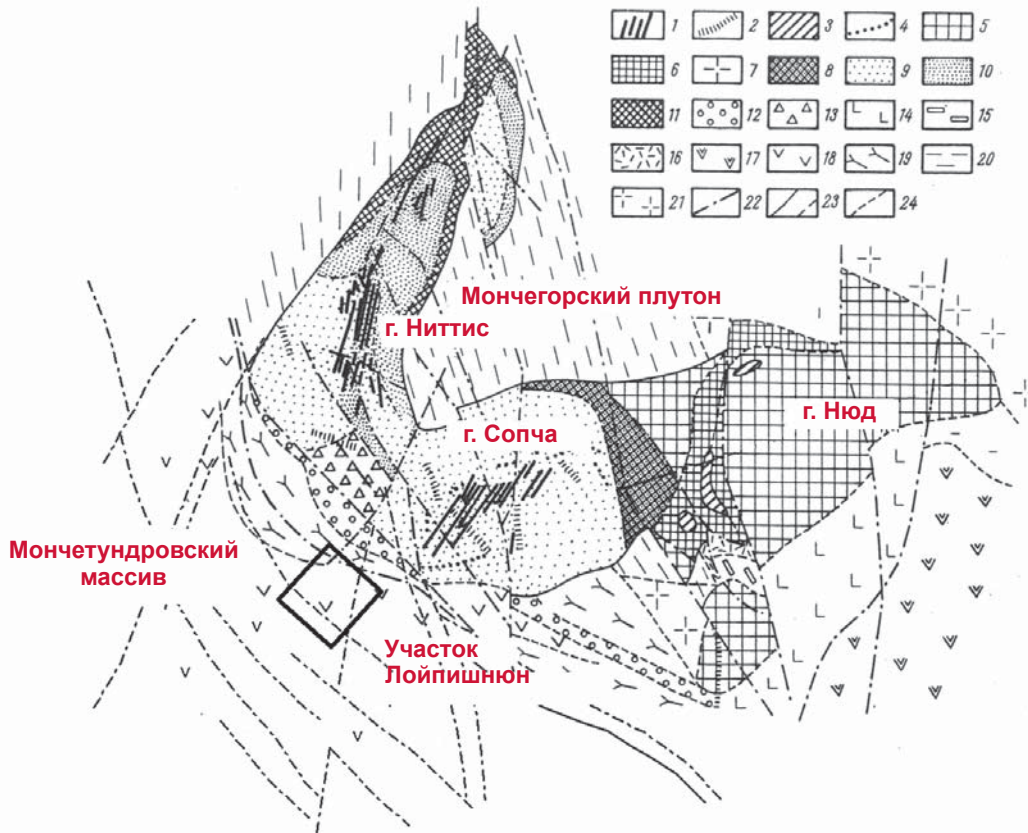 1 2 3 4 5
6 7 8 9 10
11 12 13 14 15
16 17 18 19 20
21 22 23 24
Мончегорский плутон
г. Ниттис
г. Нюд
г. Сопча
Мончетундровский
массив
Участок
Лойпишнюн